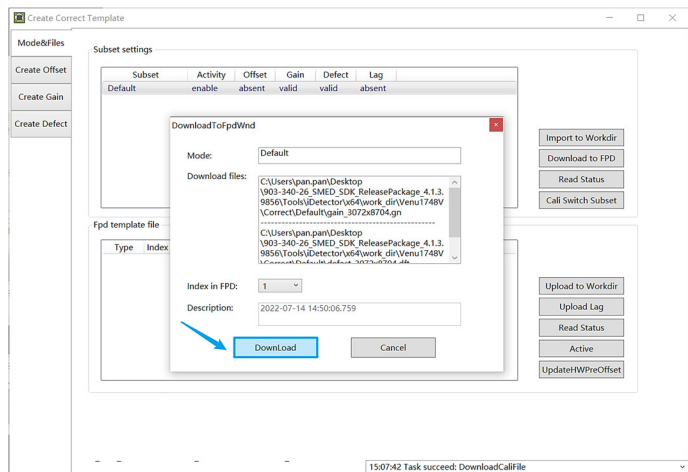 Create Correct Template
Mode&Files
Create Offset
Create Gain
Create Defect
Subset settings
Subset Activity Offset Gain Defect Lag
Default enable absent valid valid absent
Import to Workdir
Download to FPD
Read Status
Cali Switch Subset
DownloadToFpdWnd
Mode: Default
Download files:
C:\Users\pan.pan\Desktop
\903-340-26_SMED_SDK_ReleasePackage_4.1.3.
9856\Tools\iDetector\x64\work_dir\Venu1748V
\Correct\Default\gain_3072x8704.gn
------------------------------------------------
C:\Users\pan.pan\Desktop
\903-340-26_SMED_SDK_ReleasePackage_4.1.3.
9856\Tools\iDetector\x64\work_dir\Venu1748V
\Correct\Default\defect_3072x8704.dft
Index in FPD: 1
Description: 2022-07-14 14:50:06.759
DownLoad Cancel
Fpd template file
Type Index
Upload to Workdir
Upload Lag
Read Status
Active
UpdateHWPreOffset
15:07:42 Task succeed: DownloadCaliFile